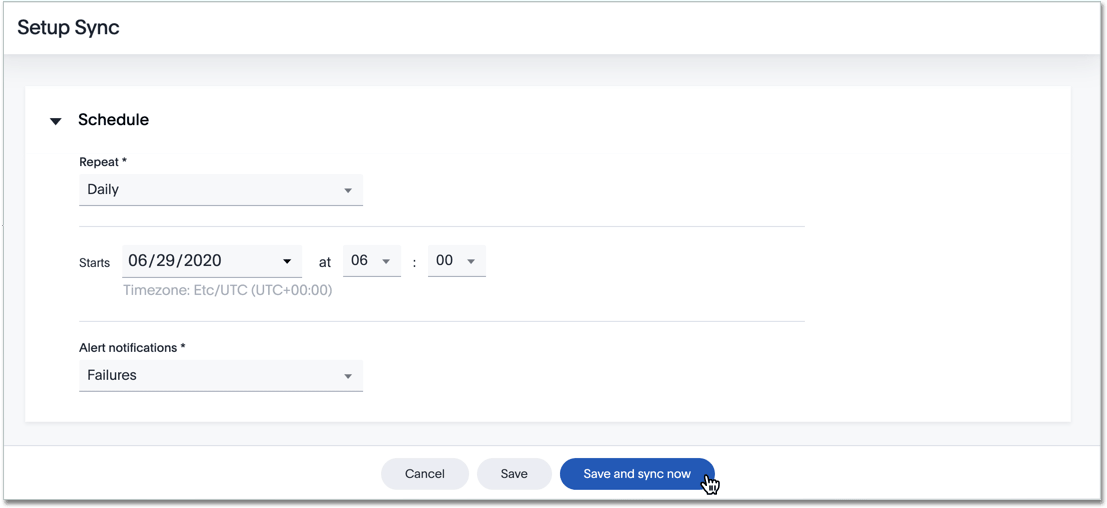 Setup Sync
Schedule
Repeat *
Daily
Starts 06/29/2020 at 06 : 00
Timezone: Etc/UTC (UTC+00:00)
Alert notifications *
Failures
Cancel Save Save and sync now